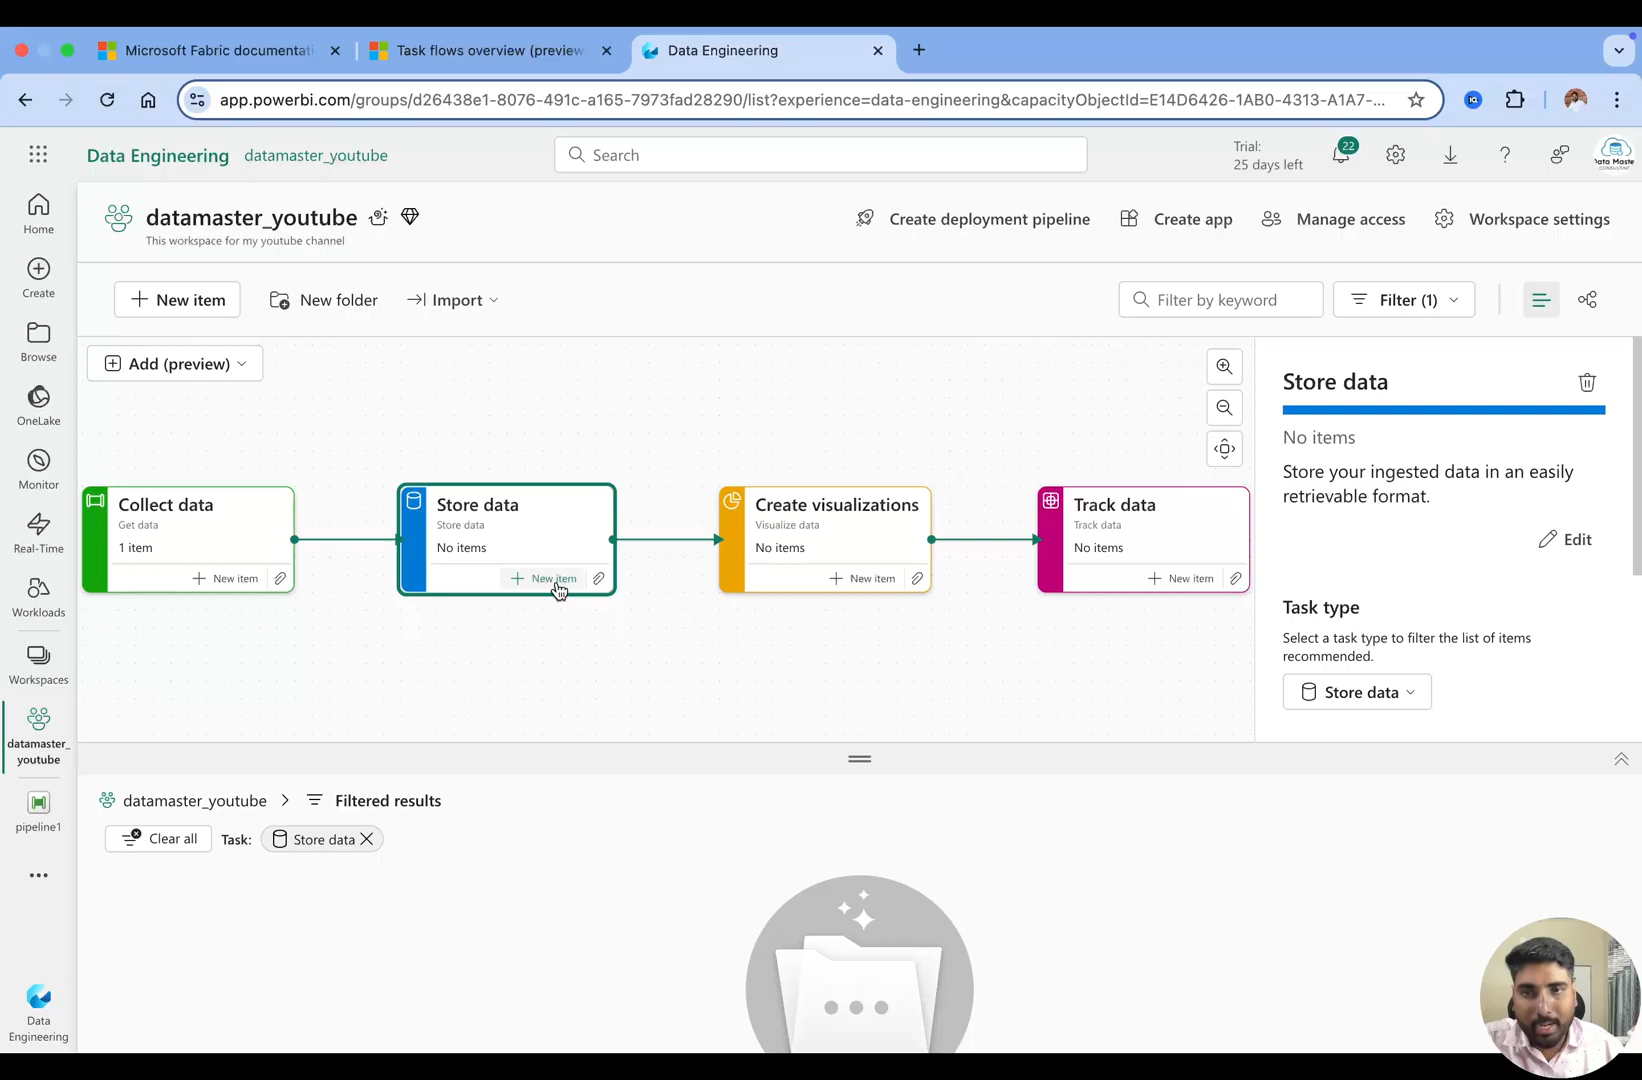 Microsoft Fabric documentati
Task flows overview (preview
Data Engineering
app.powerbi.com/groups/d26438e1-8076-491c-a165-7973fad28290/list?experience=data-engineering&capacityObjectId=E14D6426-1AB0-4313-A1A7-...
Data Engineering
datamaster_youtube
Search
Trial:
25 days left
22
Data Master
CONSULTING
Home
Create
Browse
OneLake
Monitor
Real-Time
Workloads
Workspaces
datamaster_
youtube
pipeline1
Data
Engineering
datamaster_youtube
This workspace for my youtube channel
Create deployment pipeline
Create app
Manage access
Workspace settings
New item
New folder
Import
Filter by keyword
Filter (1)
Add (preview)
Collect data
Get data
1 item
New item
Store data
Store data
No items
New item
Create visualizations
Visualize data
No items
New item
Track data
Track data
No items
New item
Store data
No items
Store your ingested data in an easily
retrievable format.
Edit
Task type
Select a task type to filter the list of items
recommended.
Store data
datamaster_youtube > Filtered results
Clear all
Task:
Store data